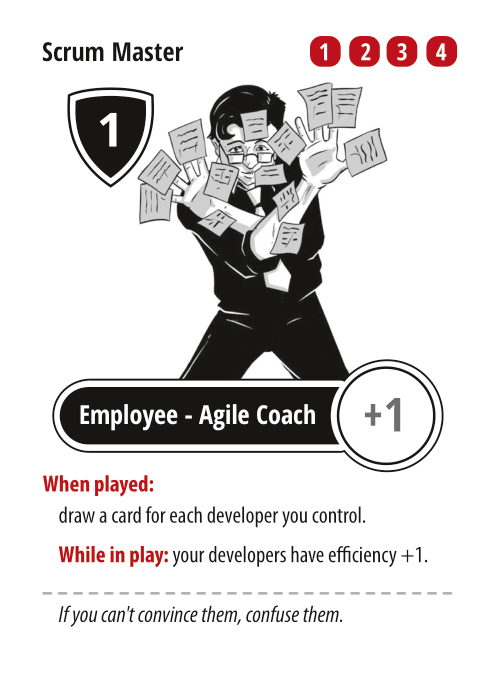 Scrum Master 1 2 3 4
1
Employee - Agile Coach +1
When played:
draw a card for each developer you control.
While in play: your developers have efficiency +1.
If you can't convince them, confuse them.